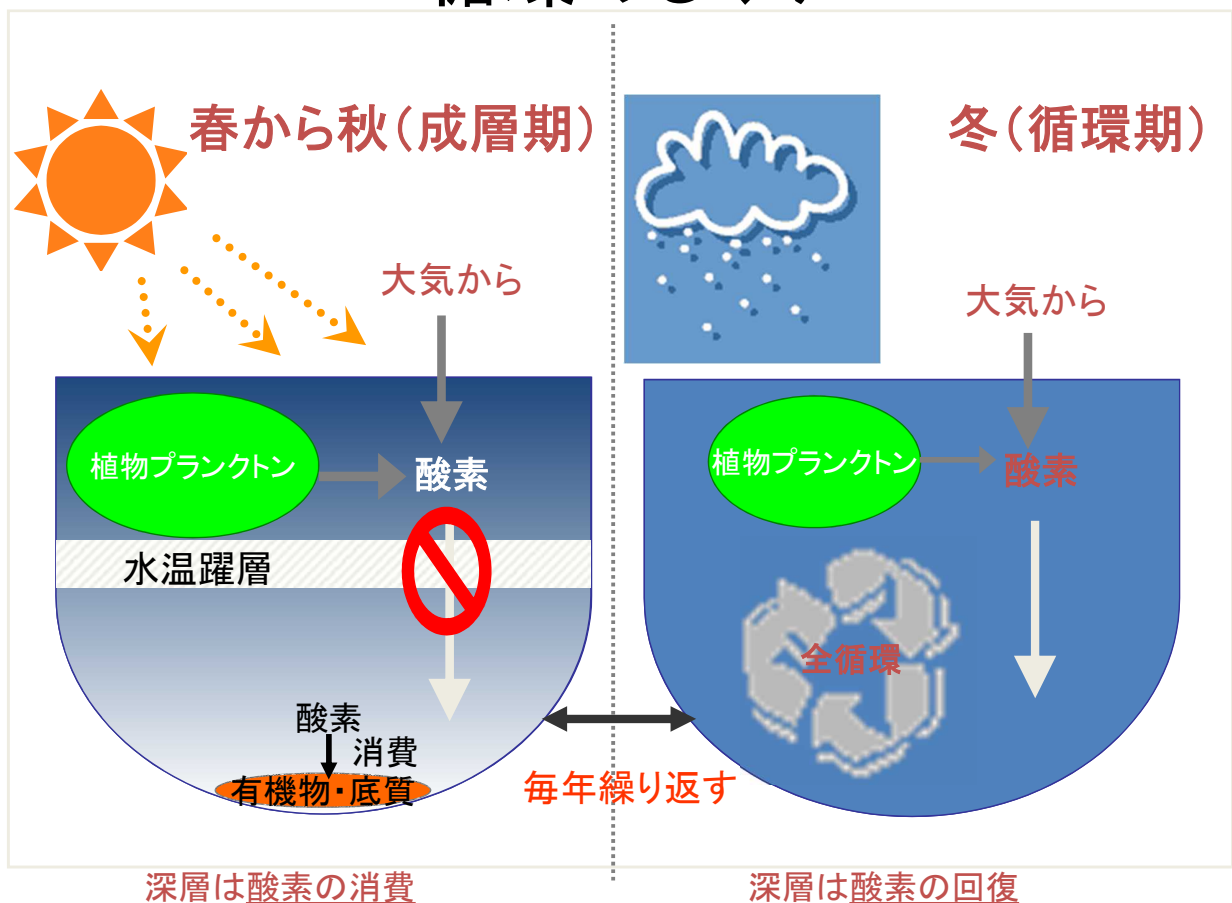 春から秋(成層期)
大気から
植物プランクトン
酸素
水温躍層
酸素
消費
有機物・底質
深層は酸素の消費
冬(循環期)
大気から
植物プランクトン
酸素
全循環
毎年繰り返す
深層は酸素の回復